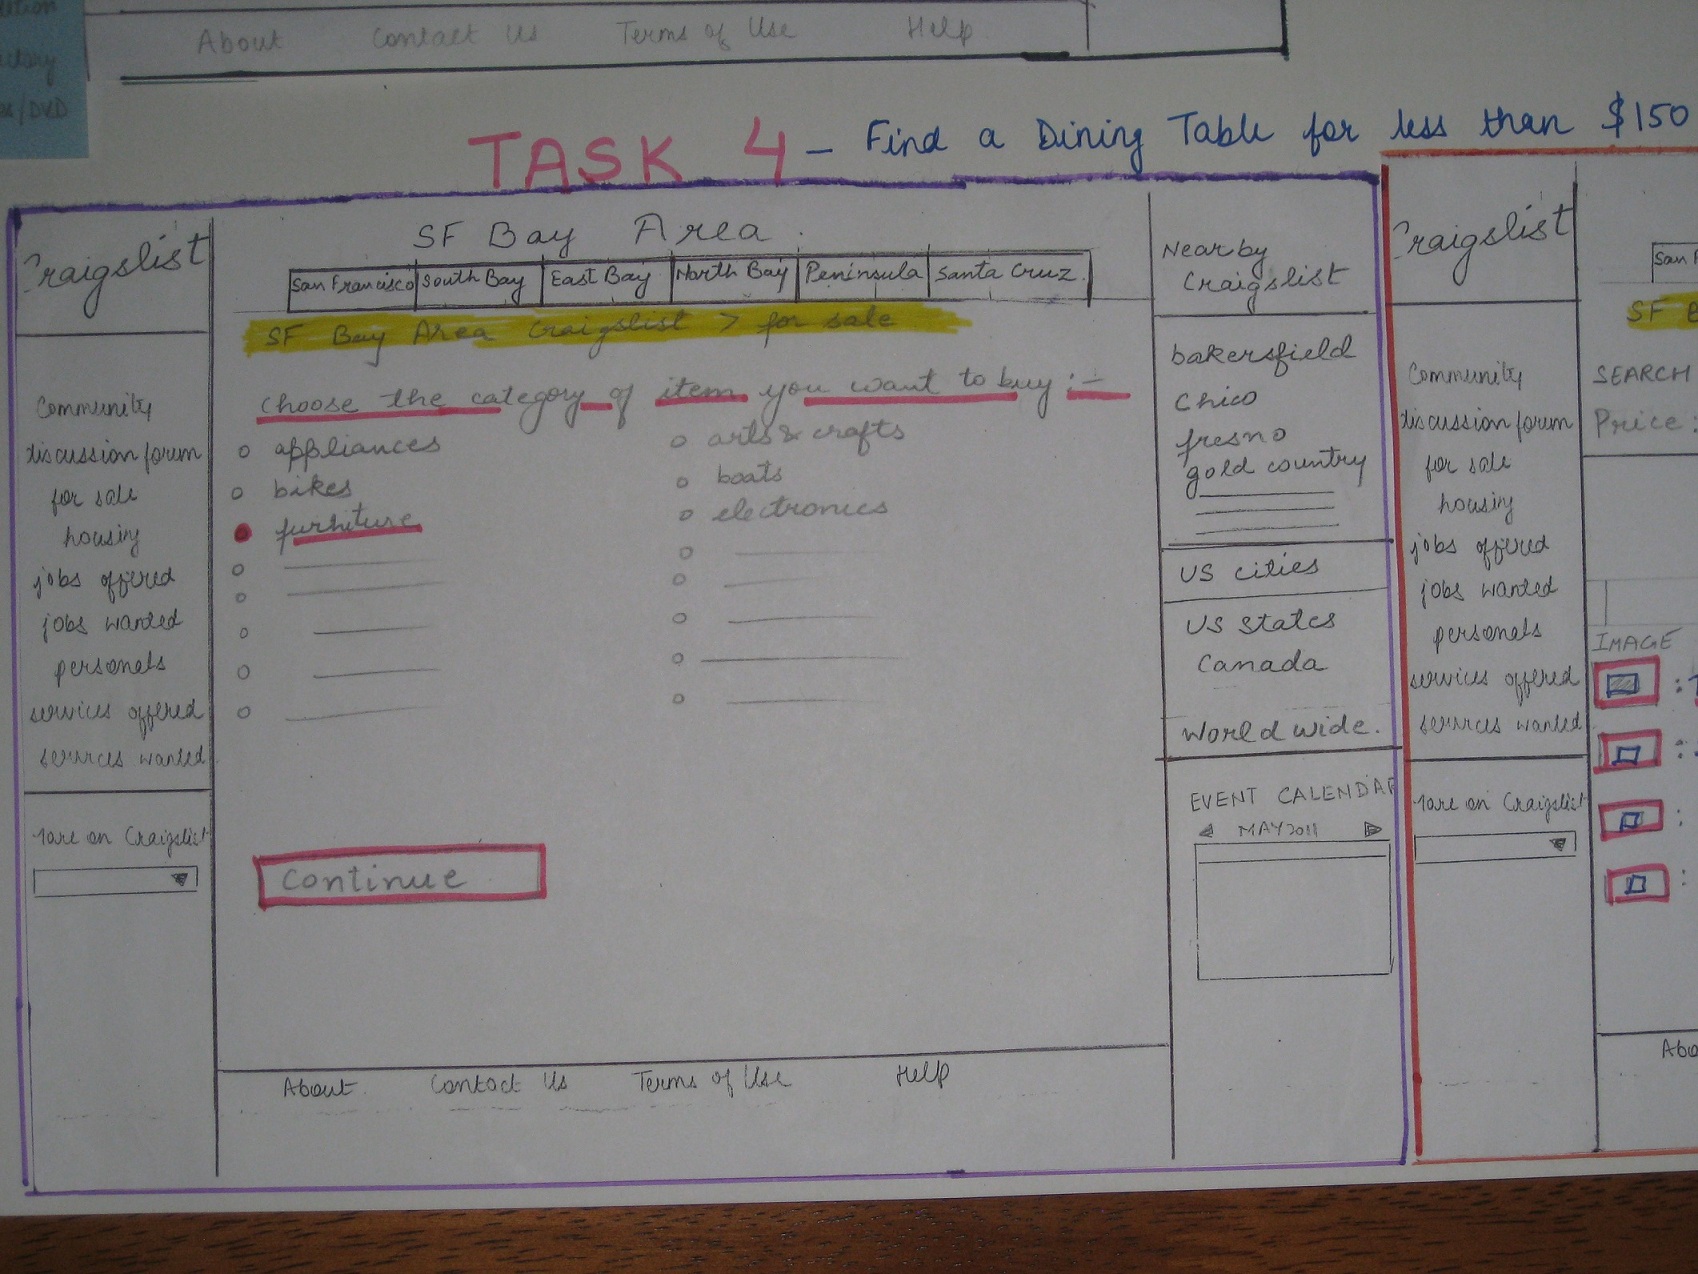 About Contact Us Terms of Use Help
TASK 4 – Find a Dining Table for less than $150
Craigslist
Community
discussion forum
for sale
housing
jobs offered
jobs wanted
personals
services offered
services wanted
More on Craigslist
SF Bay Area
San Francisco South Bay East Bay North Bay Peninsula Santa Cruz
SF Bay Area Craigslist > for sale
Choose the category of item you want to buy :-
appliances
bikes
furniture
arts & crafts
boats
electronics
Continue
About Contact Us Terms of Use Help
Nearby
Craigslist
bakersfield
Chico
fresno
gold country
US cities
US States
Canada
World wide.
EVENT CALENDAR
MAY 2011
Craigslist
Community
discussion forum
for sale
housing
jobs offered
jobs wanted
personals
services offered
services wanted
More on Craigslist
San F
SF B
SEARCH
Price:
IMAGE
Abo